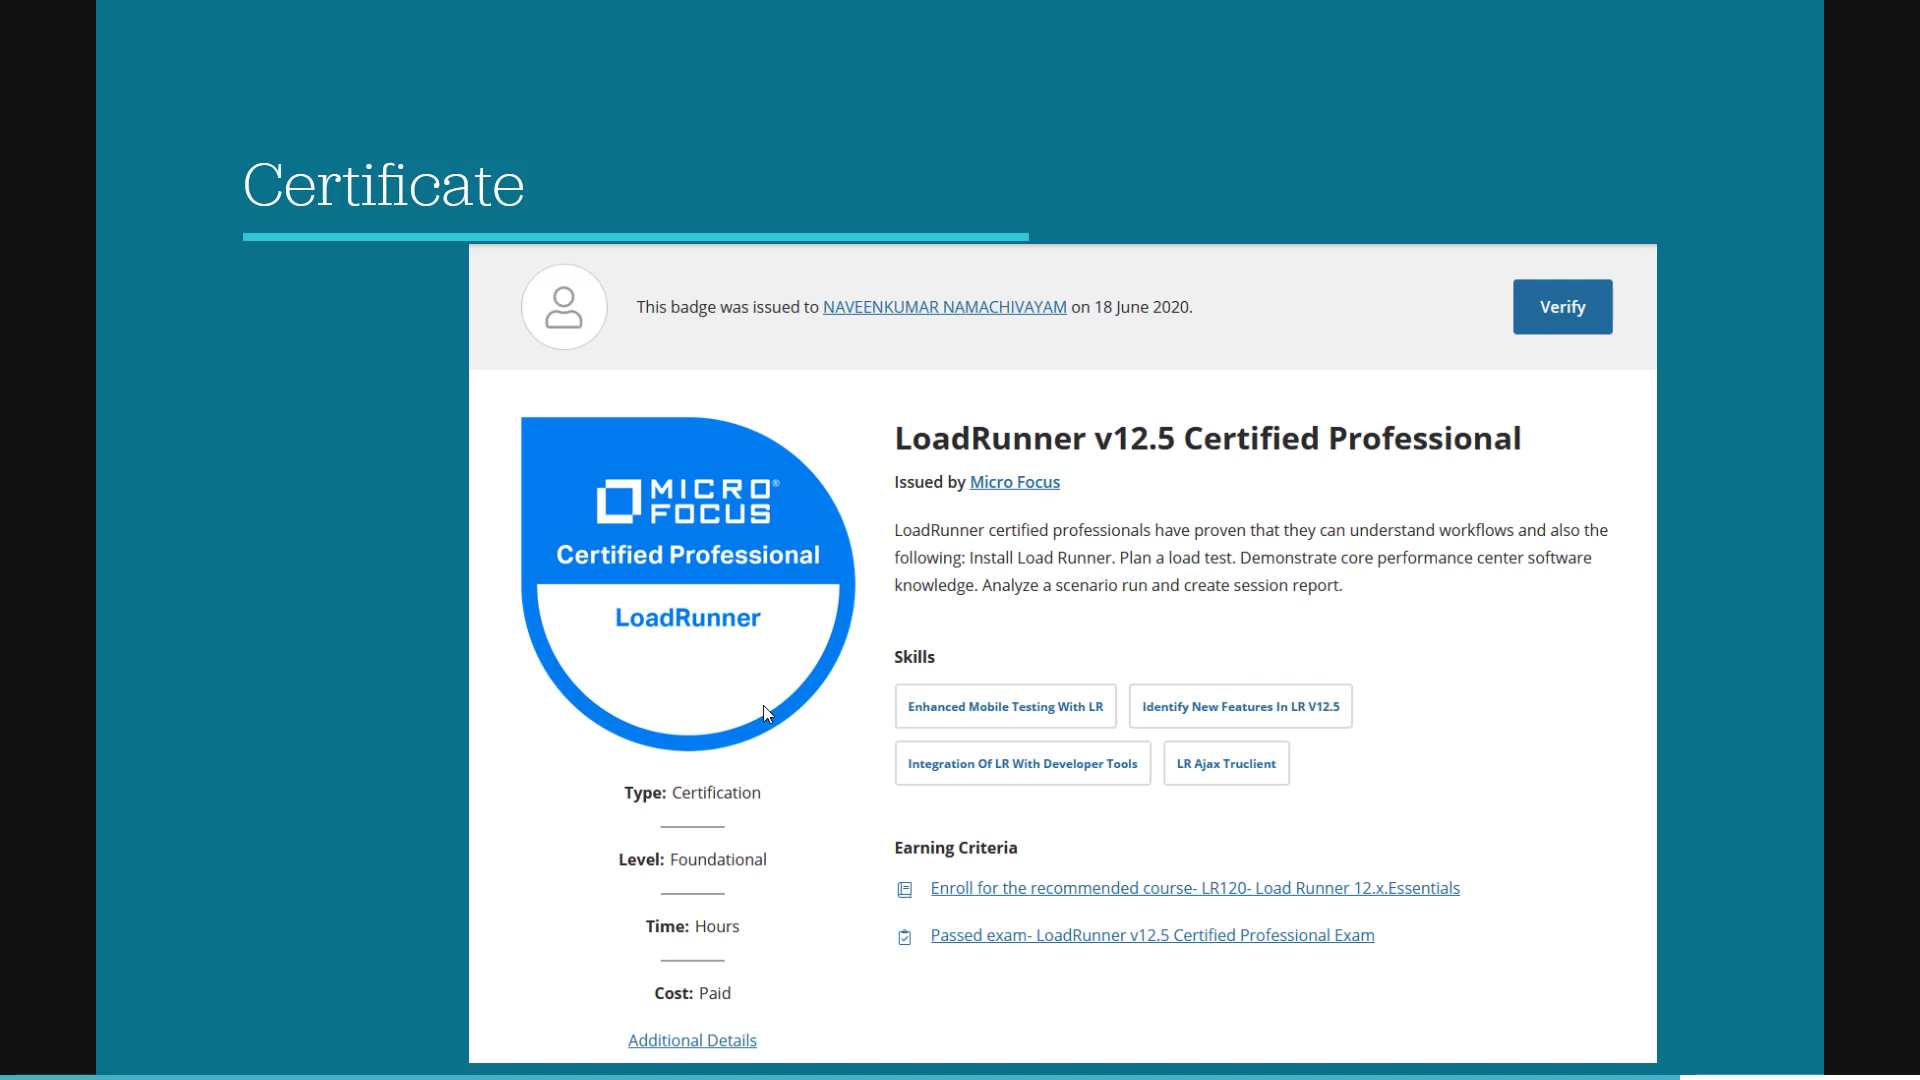 Certificate
This badge was issued to NAVEENKUMAR NAMACHIVAYAM on 18 June 2020.
Verify
MICRO®
FOCUS
Certified Professional
LoadRunner
Type: Certification
Level: Foundational
Time: Hours
Cost: Paid
Additional Details
LoadRunner v12.5 Certified Professional
Issued by Micro Focus
LoadRunner certified professionals have proven that they can understand workflows and also the
following: Install Load Runner. Plan a load test. Demonstrate core performance center software
knowledge. Analyze a scenario run and create session report.
Skills
Enhanced Mobile Testing With LR
Identify New Features In LR V12.5
Integration Of LR With Developer Tools
LR Ajax Truclient
Earning Criteria
Enroll for the recommended course- LR120- Load Runner 12.x.Essentials
Passed exam- LoadRunner v12.5 Certified Professional Exam